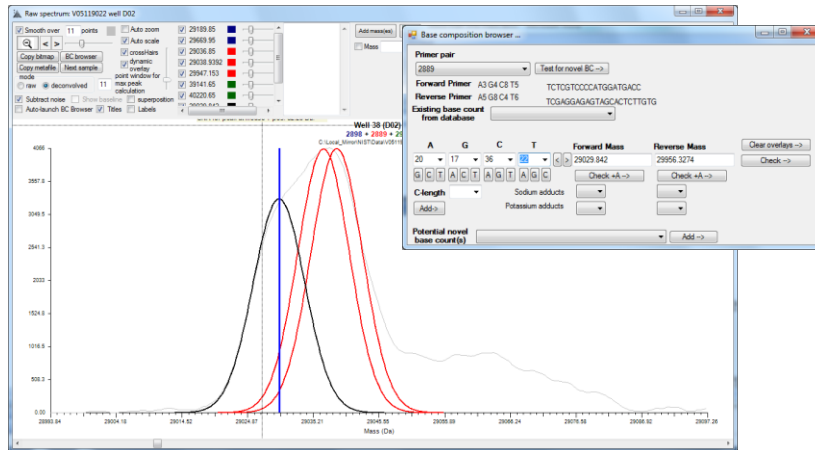 Raw spectrum: V05119022 well D02
Smooth over 11 points
Auto zoom
Auto scale
crossHairs
dynamic overlay
< >
Copy bitmap
BC browser
Copy metafile
Next sample
mode
raw
deconvolved
11
point window for max peak calculation
Subtract noise
Show baseline
superposition
Auto-launch BC Browser
Titles
Labels
29189.85
29669.95
29036.85
29038.9392
29947.153
39141.65
40220.65
Add mass(es)
Mass
Well 38 (D02)
2898 + 2889 +
4066
3557.8
3049.5
2541.3
2033
1524.8
1016.5
508.3
0.00
28993.84
29004.18
29014.52
29024.87
29035.21
29045.55
29055.89
29066.24
29076.58
29086.92
29097.26
Mass (Da)
Base composition browser ...
Primer pair
2889
Test for novel BC -->
Forward Primer A3 G4 C8 T5 TCTCGTCCCCATGGATGACC
Reverse Primer A5 G8 C4 T6 TCGAGGAGAGTAGCACTCTTGTG
Existing base count
from database
A G C T Forward Mass Reverse Mass
Clear overlays -->
20 17 36 22 < > 29029.842 29956.3274
Check -->
G C T A C T A G T A G C
Check +A -->
Check +A -->
C-length
Sodium adducts
Add->
Potassium adducts
Potential novel
base count(s)
Add -->